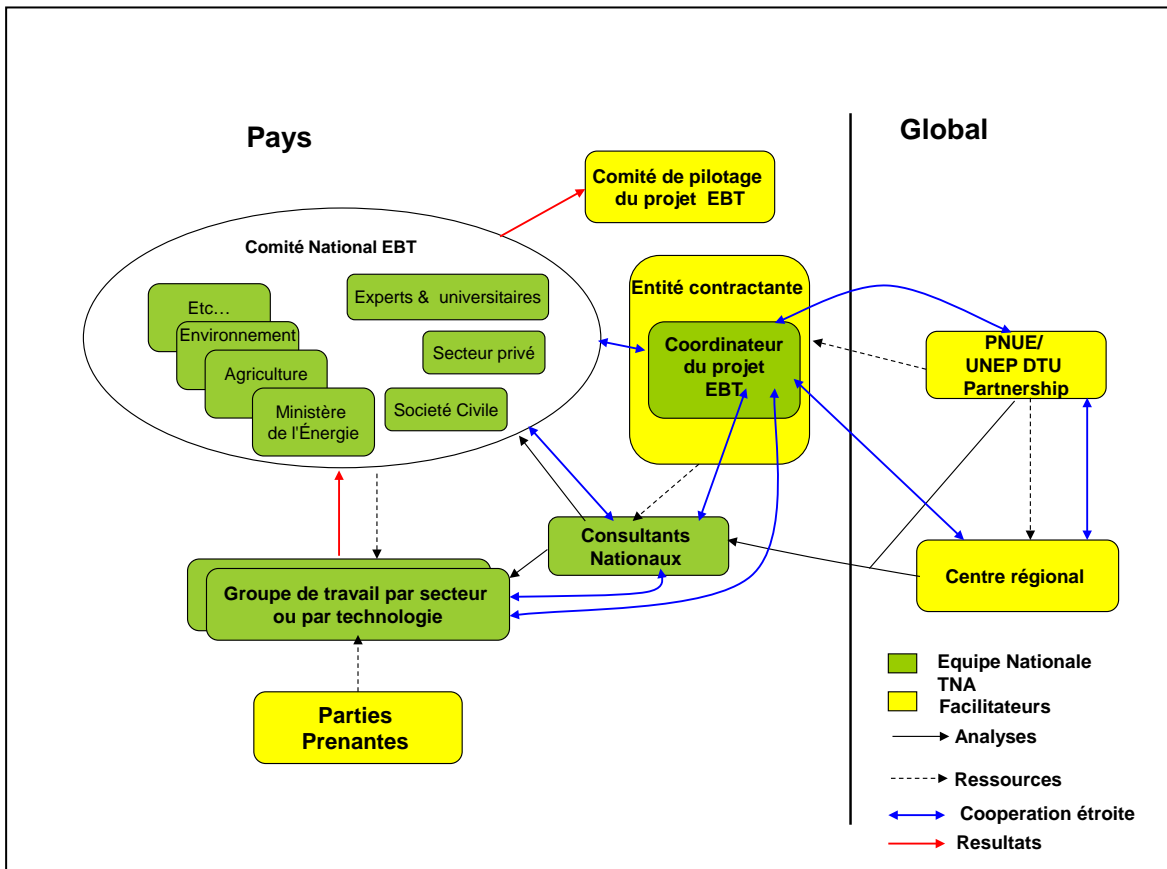 Pays
Global
Comité de pilotage
du projet EBT
Comité National EBT
Etc…
Environnement
Agriculture
Ministère
de l'Énergie
Experts & universitaires
Secteur privé
Societé Civile
Entité contractante
Coordinateur
du projet
EBT
PNUE/
UNEP DTU
Partnership
Consultants
Nationaux
Centre régional
Groupe de travail par secteur
ou par technologie
Parties
Prenantes
Equipe Nationale
TNA
Facilitateurs
Analyses
Ressources
Cooperation étroite
Resultats